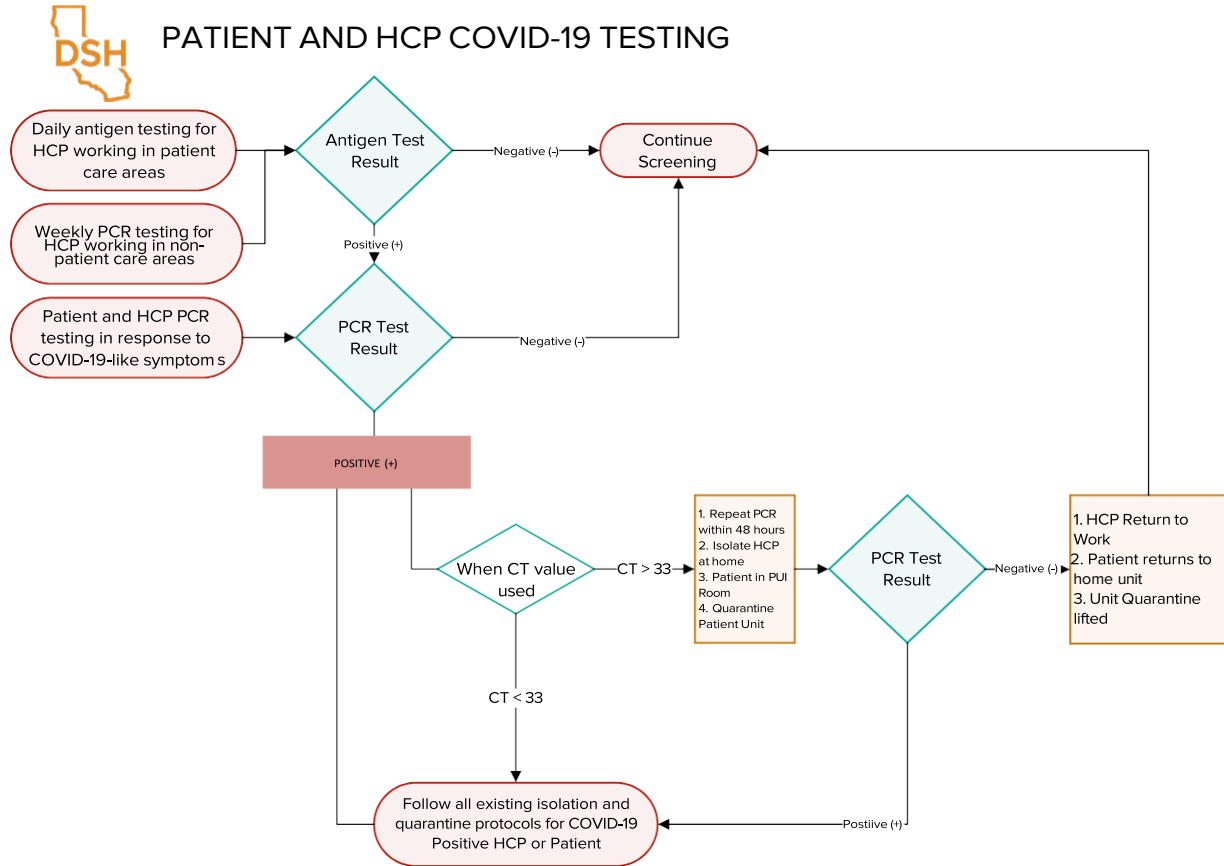 DSH
PATIENT AND HCP COVID-19 TESTING
Daily antigen testing for
HCP working in patient
care areas
Antigen Test
Result
Negative (-)
Continue
Screening
Weekly PCR testing for
HCP working in non-
patient care areas
Positive (+)
Patient and HCP PCR
testing in response to
COVID-19-like symptoms
PCR Test
Result
Negative (-)
POSITIVE (+)
When CT value
used
CT > 33
1. Repeat PCR
within 48 hours
2. Isolate HCP
at home
3. Patient in PUI
Room
4. Quarantine
Patient Unit
PCR Test
Result
Negative (-)
1. HCP Return to
Work
2. Patient returns to
home unit
3. Unit Quarantine
lifted
CT < 33
Follow all existing isolation and
quarantine protocols for COVID-19
Positive HCP or Patient
Postiive (+)